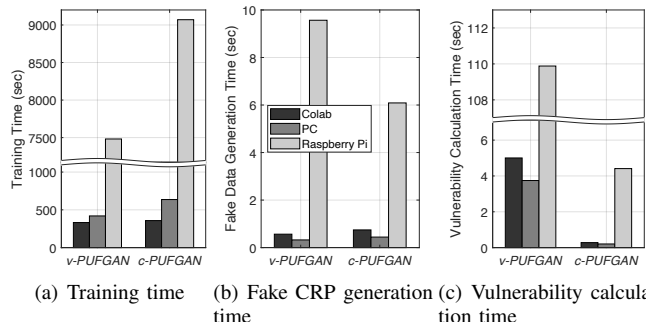 9000
8500
8000
7500
1000
500
0
Training Time (sec)
v-PUFGAN c-PUFGAN
10
8
6
4
2
0
Fake Data Generation Time (sec)
Colab
PC
Raspberry Pi
v-PUFGAN c-PUFGAN
112
110
108
6
4
2
0
Vulnerability Calculation Time (sec)
v-PUFGAN c-PUFGAN
(a) Training time
(b) Fake CRP generation
time
(c) Vulnerability calcula
tion time